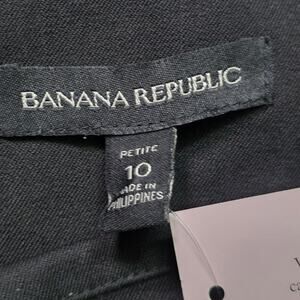 BANANA REPUBLIC
PETITE
10
MADE IN
PHILIPPINES